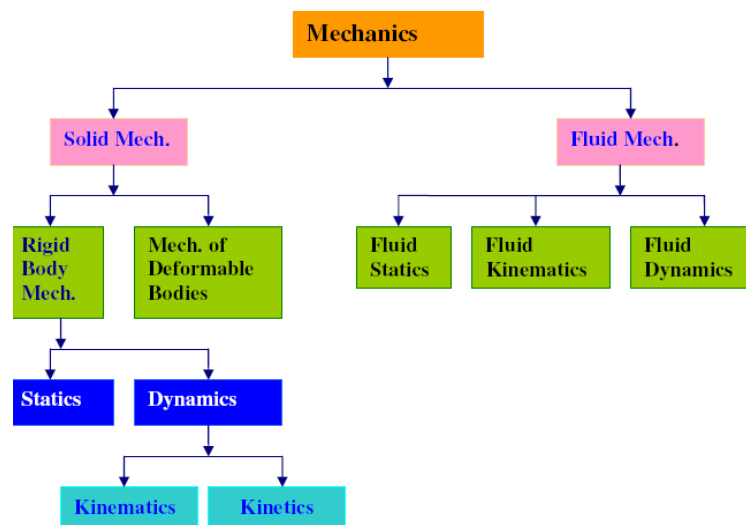 Mechanics
Solid Mech.
Fluid Mech.
Rigid
Body
Mech.
Mech. of
Deformable
Bodies
Fluid
Statics
Fluid
Kinematics
Fluid
Dynamics
Statics
Dynamics
Kinematics
Kinetics